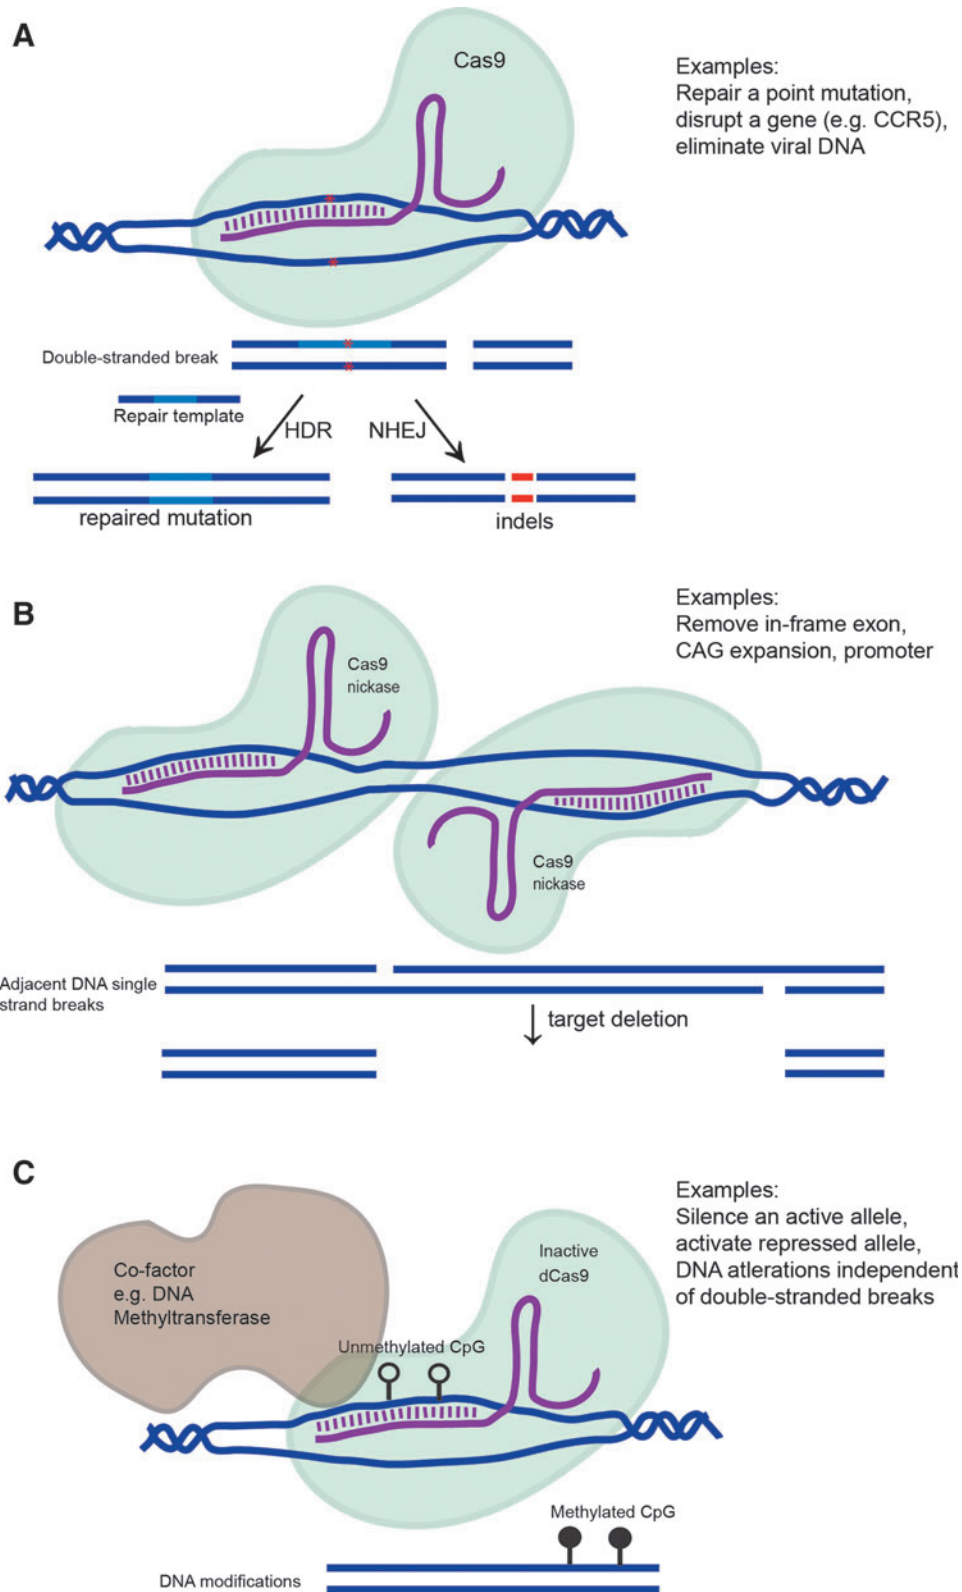 A
Cas9
Examples:
Repair a point mutation,
disrupt a gene (e.g. CCR5),
eliminate viral DNA
Double-stranded break
Repair template
HDR
NHEJ
repaired mutation
indels
B
Examples:
Remove in-frame exon,
CAG expansion, promoter
Cas9
nickase
Cas9
nickase
Adjacent DNA single
strand breaks
target deletion
C
Examples:
Silence an active allele,
activate repressed allele,
DNA atlerations independent
of double-stranded breaks
Co-factor
e.g. DNA
Methyltransferase
Inactive
dCas9
Unmethylated CpG
Methylated CpG
DNA modifications